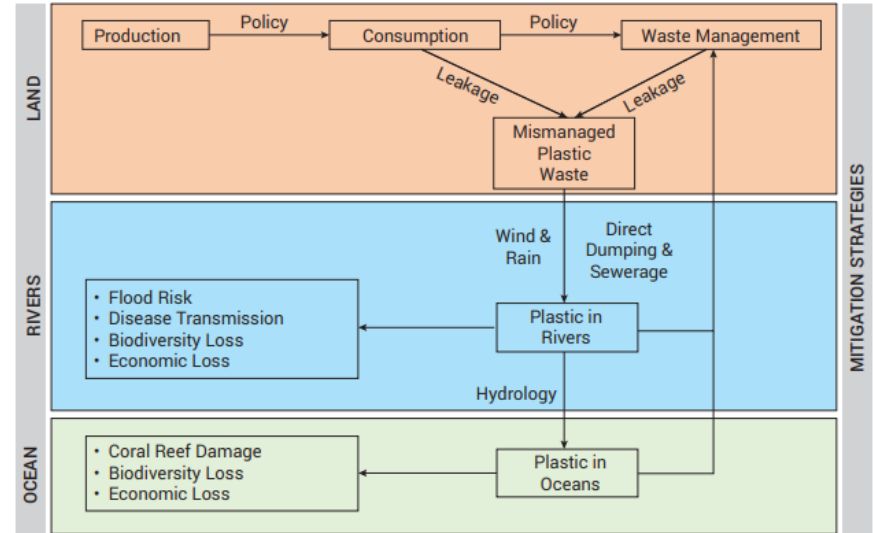 LAND
Production
Policy
Consumption
Policy
Waste Management
Leakage
Leakage
Mismanaged
Plastic
Waste
RIVERS
Wind &
Rain
Direct
Dumping &
Sewerage
• Flood Risk
• Disease Transmission
• Biodiversity Loss
• Economic Loss
Plastic in
Rivers
Hydrology
OCEAN
• Coral Reef Damage
• Biodiversity Loss
• Economic Loss
Plastic in
Oceans
MITIGATION STRATEGIES